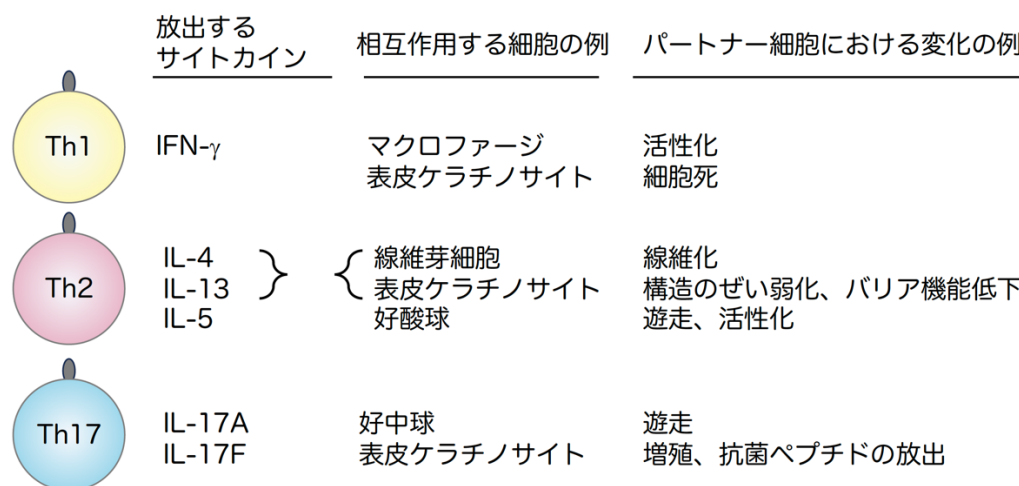 放出する
サイトカイン
相互作用する細胞の例
パートナー細胞における変化の例
Th1
IFN-γ
マクロファージ
活性化
表皮ケラチノサイト
細胞死
Th2
IL-4
線維芽細胞
線維化
IL-13
表皮ケラチノサイト
構造のぜい弱化、バリア機能低下
IL-5
好酸球
遊走、活性化
Th17
IL-17A
好中球
遊走
IL-17F
表皮ケラチノサイト
増殖、抗菌ペプチドの放出